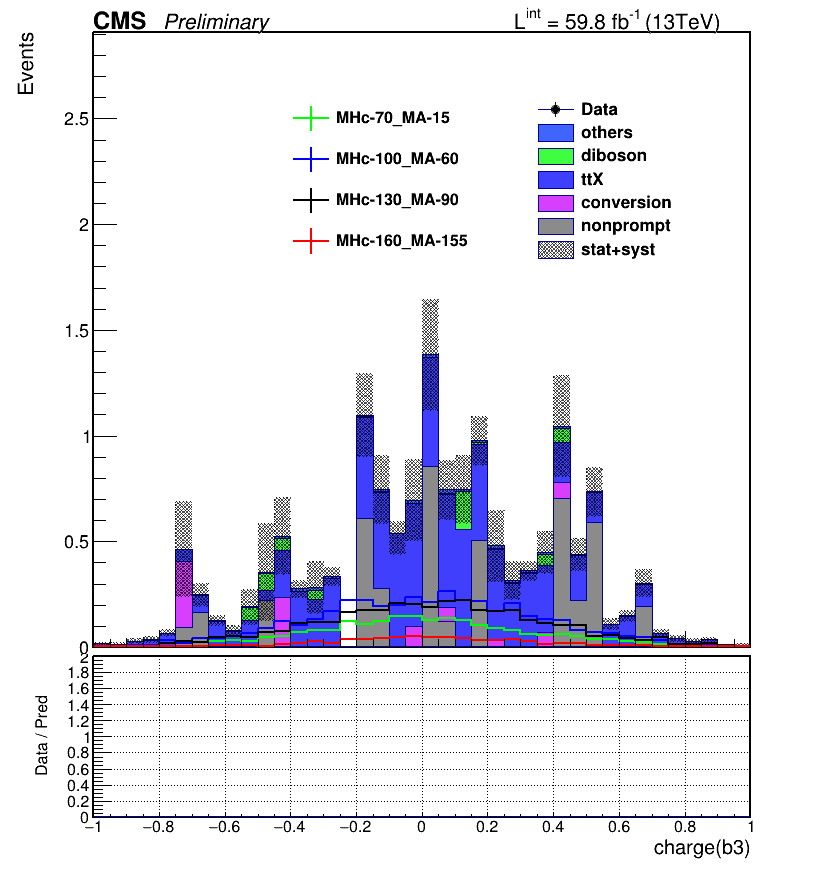 CMS Preliminary L^int = 59.8 fb^-1 (13TeV)
Events
2.5
2
1.5
1
0.5
0
MHc-70_MA-15
MHc-100_MA-60
MHc-130_MA-90
MHc-160_MA-155
Data
others
diboson
ttX
conversion
nonprompt
stat+syst
Data / Pred
2
1.8
1.6
1.4
1.2
1
0.8
0.6
0.4
0.2
0
−1 −0.8 −0.6 −0.4 −0.2 0 0.2 0.4 0.6 0.8 1
charge(b3)